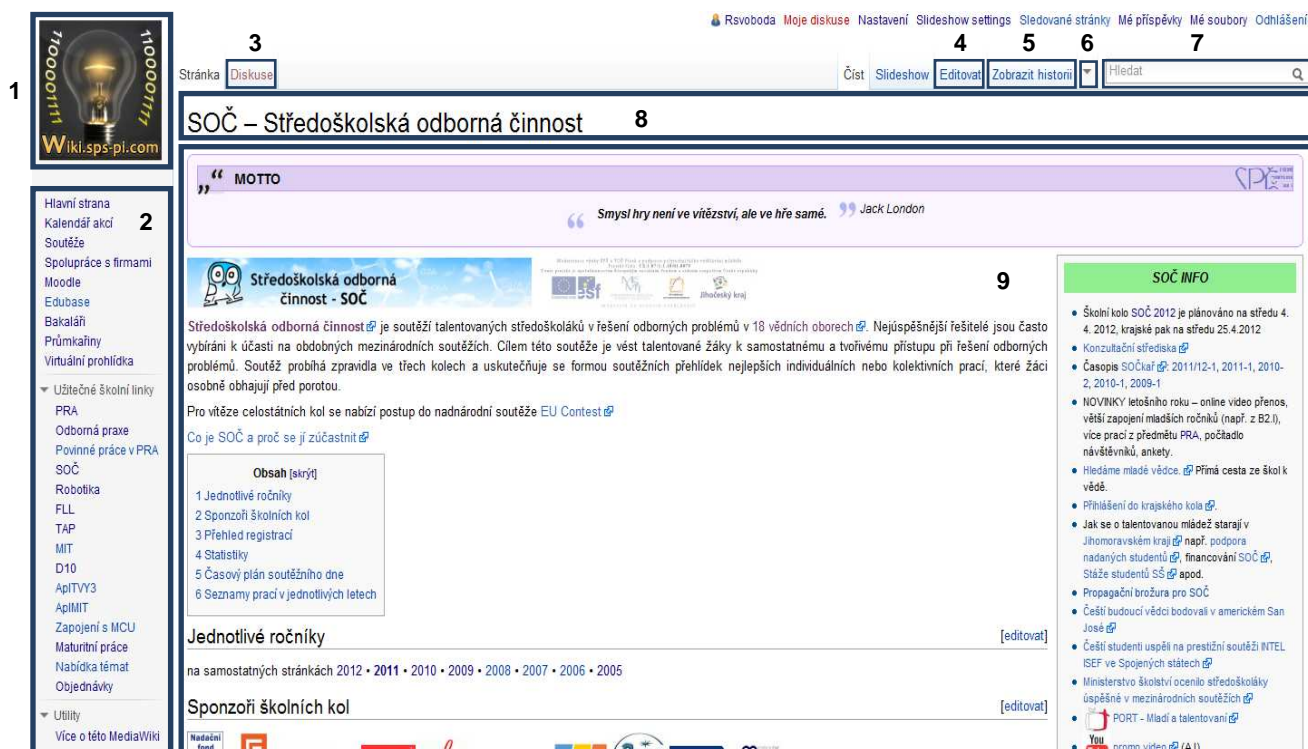 Rsvoboda Moje diskuse Nastavení Slideshow settings Sledované stránky Mé příspěvky Mé soubory Odhlášení
3 4 5 6 7
Stránka Diskuse Číst Slideshow Editovat Zobrazit historii Hledat
1
11000001111 11000001111
Wiki.sps-pi.com
SOČ – Středoškolská odborná činnost 8
2
Hlavní strana
Kalendář akcí
Soutěže
Spolupráce s firmami
Moodle
Edubase
Bakaláři
Průmkařiny
Virtuální prohlídka
Užitečné školní linky
PRA
Odborná praxe
Povinné práce v PRA
SOČ
Robotika
FLL
TAP
MIT
D10
ApITVY3
ApIMIT
Zapojení s MCU
Maturitní práce
Nabídka témat
Objednávky
Utility
Více o této MediaWiki
„“ MOTTO
Smysl hry není ve vítězství, ale ve hře samé. Jack London
Středoškolská odborná
činnost - SOČ
esf
Jihočeský kraj
9
Středoškolská odborná činnost je soutěží talentovaných středoškoláků v řešení odborných problémů v 18 vědních oborech. Nejúspěšnější řešitelé jsou často
vybíráni k účasti na obdobných mezinárodních soutěžích. Cílem této soutěže je vést talentované žáky k samostatnému a tvořivému přístupu při řešení odborných
problémů. Soutěž probíhá zpravidla ve třech kolech a uskutečňuje se formou soutěžních přehlídek nejlepších individuálních nebo kolektivních prací, které žáci
osobně obhajují před porotou.
Pro vítěze celostátních kol se nabízí postup do nadnárodní soutěže EU Contest
Co je SOČ a proč se jí zúčastnit
Obsah [skrýt]
1 Jednotlivé ročníky
2 Sponzoři školních kol
3 Přehled registrací
4 Statistiky
5 Časový plán soutěžního dne
6 Seznamy prací v jednotlivých letech
Jednotlivé ročníky [editovat]
na samostatných stránkách 2012 • 2011 • 2010 • 2009 • 2008 • 2007 • 2006 • 2005
Sponzoři školních kol [editovat]
Nadační
fond
SOČ INFO
Školní kolo SOČ 2012 je plánováno na středu 4.
4. 2012, krajské pak na středu 25.4.2012
Konzultační střediska
Časopis SOČkař: 2011/12-1, 2011-1, 2010-
2, 2010-1, 2009-1
NOVINKY letošního roku – online video přenos,
větší zapojení mladších ročníků (např. z B2.I),
více prací z předmětu PRA, počítadlo
návštěvníků, ankety.
Hledáme mladé vědce. Přímá cesta ze škol k
vědě.
Přihlášení do krajského kola.
Jak se o talentovanou mládež starají v
Jihomoravském kraji např. podpora
nadaných studentů, financování SOČ,
Stáže studentů SŠ apod.
Propagační brožura pro SOČ
Čeští budoucí vědci bodovali v americkém San
José
Čeští studenti uspěli na prestižní soutěži INTEL
ISEF ve Spojených státech
Ministerstvo školství ocenilo středoškoláky
úspěšné v mezinárodních soutěžích
PORT - Mladí a talentovaní
You promo video (AJ)